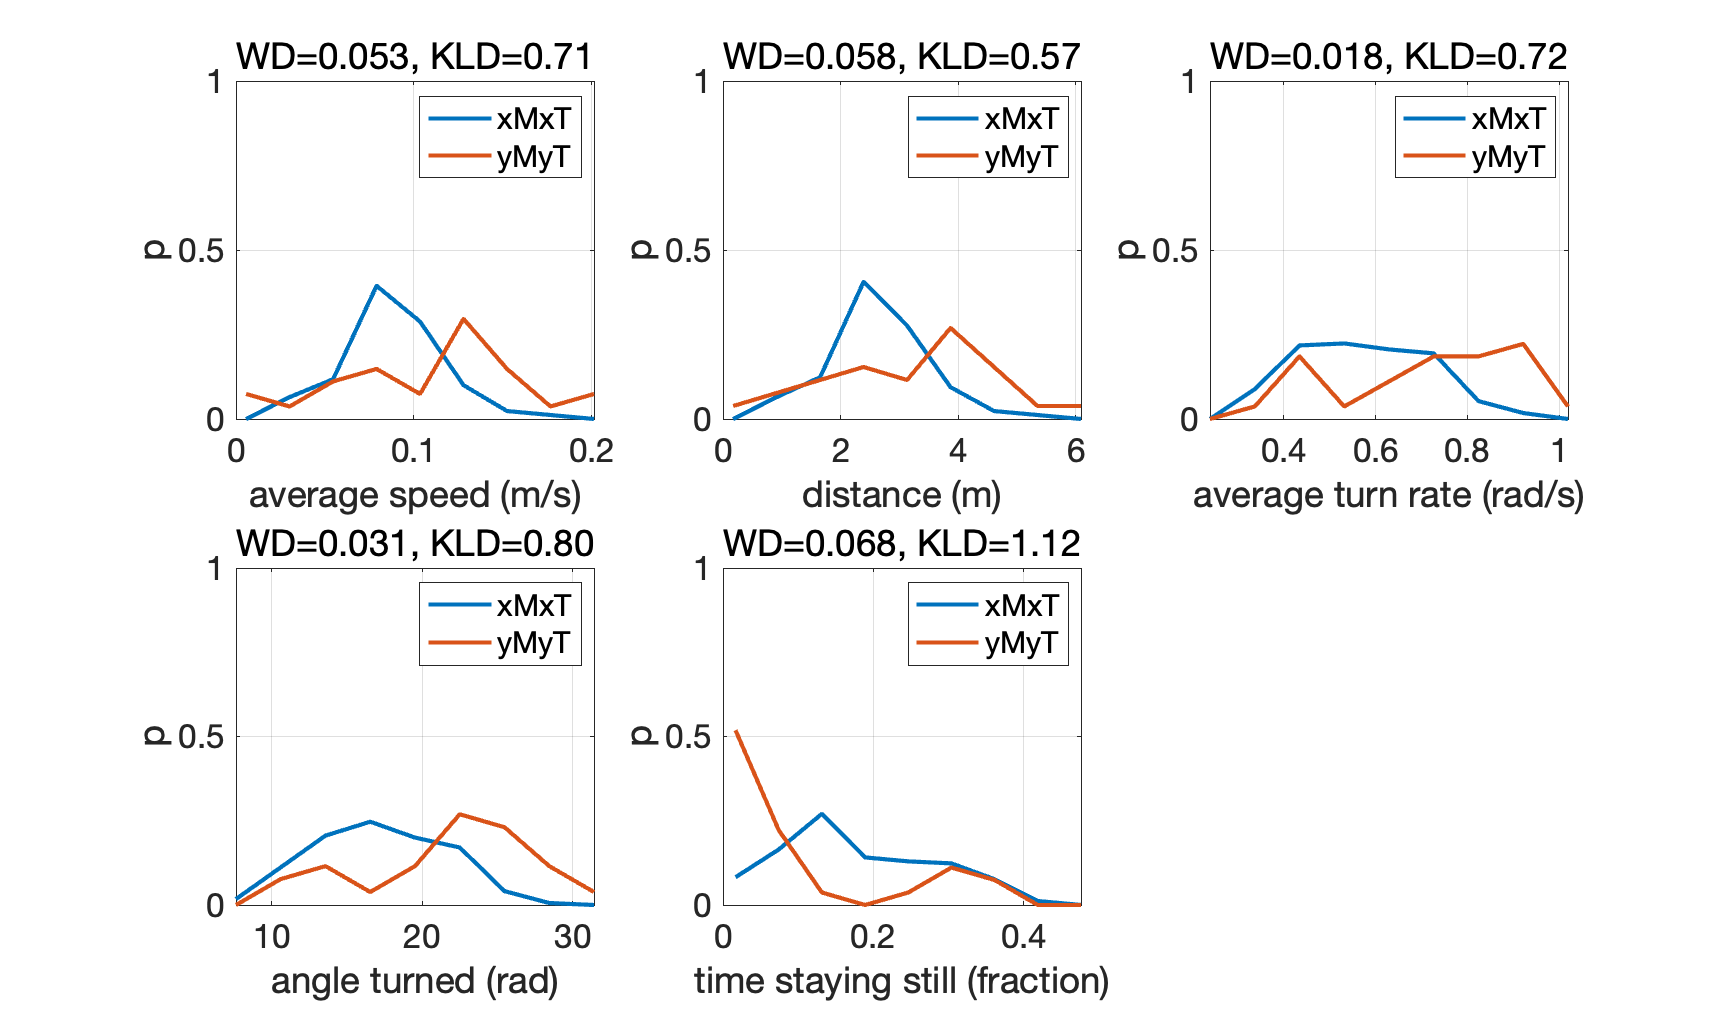 WD=0.053, KLD=0.71
1
xMxT
yMyT
p
0.5
0
0
0.1
0.2
average speed (m/s)
WD=0.058, KLD=0.57
1
xMxT
yMyT
p
0.5
0
0
2
4
6
distance (m)
WD=0.018, KLD=0.72
1
xMxT
yMyT
p
0.5
0
0.4
0.6
0.8
1
average turn rate (rad/s)
WD=0.031, KLD=0.80
1
xMxT
yMyT
p
0.5
0
10
20
30
angle turned (rad)
WD=0.068, KLD=1.12
1
xMxT
yMyT
p
0.5
0
0
0.2
0.4
time staying still (fraction)